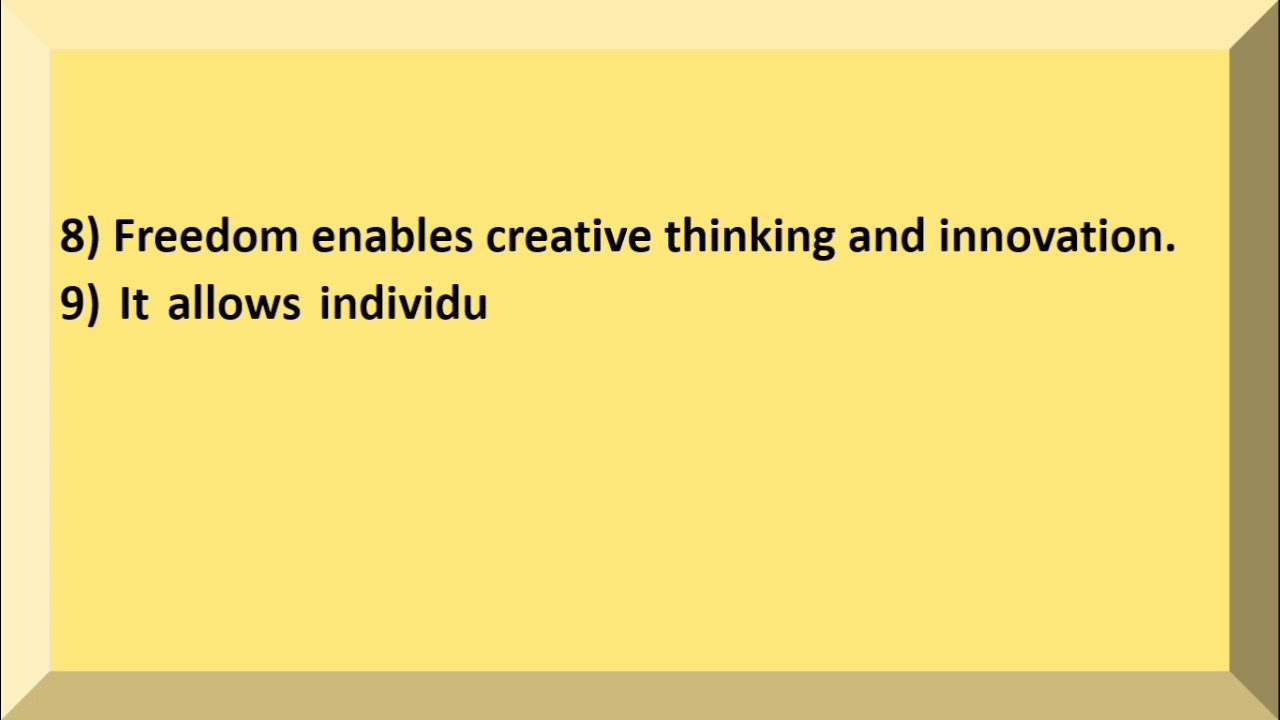 8) Freedom enables creative thinking and innovation.
9) It allows individu